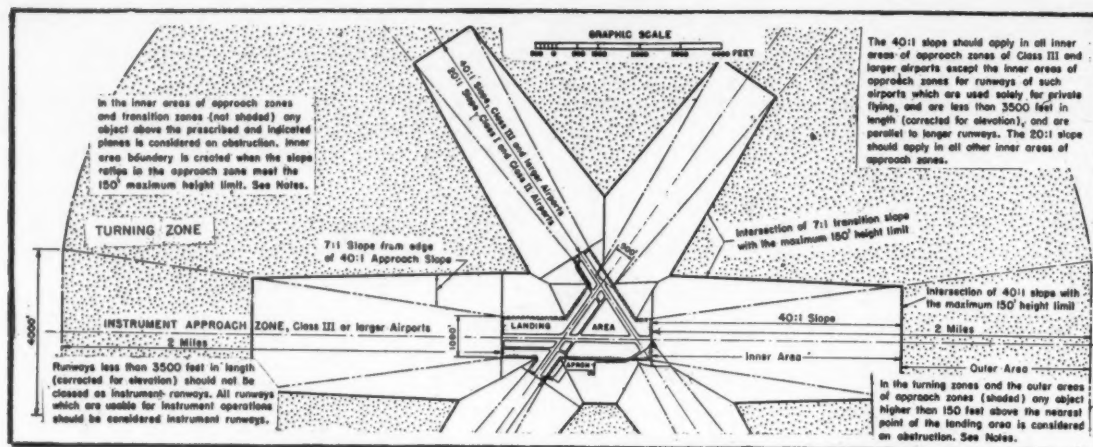 GRAPHIC SCALE
500 0 500 1000 2000 3000 4000 FEET
In the inner areas of approach zones
and transition zones (not shaded) any
object above the prescribed and indicated
planes is considered an obstruction. Inner
area boundary is created when the slope
ratios in the approach zone meet the
150' maximum height limit. See Notes.
The 40:1 slope should apply in all inner
areas of approach zones of Class III and
larger airports except the inner areas of
approach zones for runways of such
airports which are used solely for private
flying, and are less than 3500 feet in
length (corrected for elevation), and are
parallel to longer runways. The 20:1 slope
should apply in all other inner areas of
approach zones.
40:1 Slope, Class III and larger Airports
20:1 Slope, Class I and Class II Airports
TURNING ZONE
7:1 Slope from edge
of 40:1 Approach Slope
500'
Intersection of 7:1 transition slope
with the maximum 150' height limit
Intersection of 40:1 slope with
the maximum 150' height limit
4000'
INSTRUMENT APPROACH ZONE, Class III or larger Airports
2 Miles
1000'
LANDING AREA
APRON
40:1 Slope
2 Miles
Inner Area
Outer Area
Runways less than 3500 feet in length
(corrected for elevation) should not be
classed as instrument runways. All runways
which are usable for instrument operations
should be considered instrument runways.
In the turning zones and the outer areas
of approach zones (shaded) any object
higher than 150 feet above the nearest
point of the landing area is considered
an obstruction. See Notes.